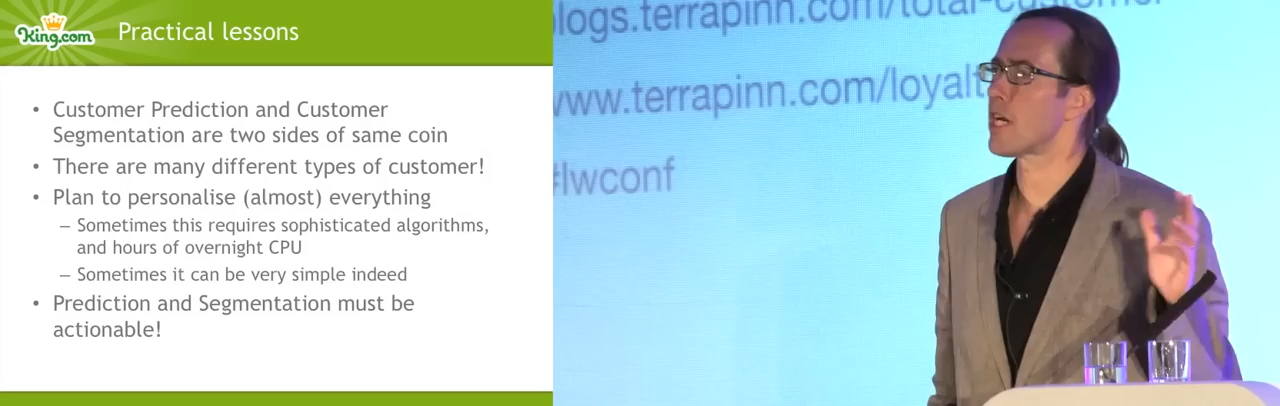 King.com
Practical lessons
• Customer Prediction and Customer
Segmentation are two sides of same coin
• There are many different types of customer!
• Plan to personalise (almost) everything
– Sometimes this requires sophisticated algorithms,
and hours of overnight CPU
– Sometimes it can be very simple indeed
• Prediction and Segmentation must be
actionable!
blogs.terrapinn.com/total-customer
www.terrapinn.com/loyalt
#lwconf